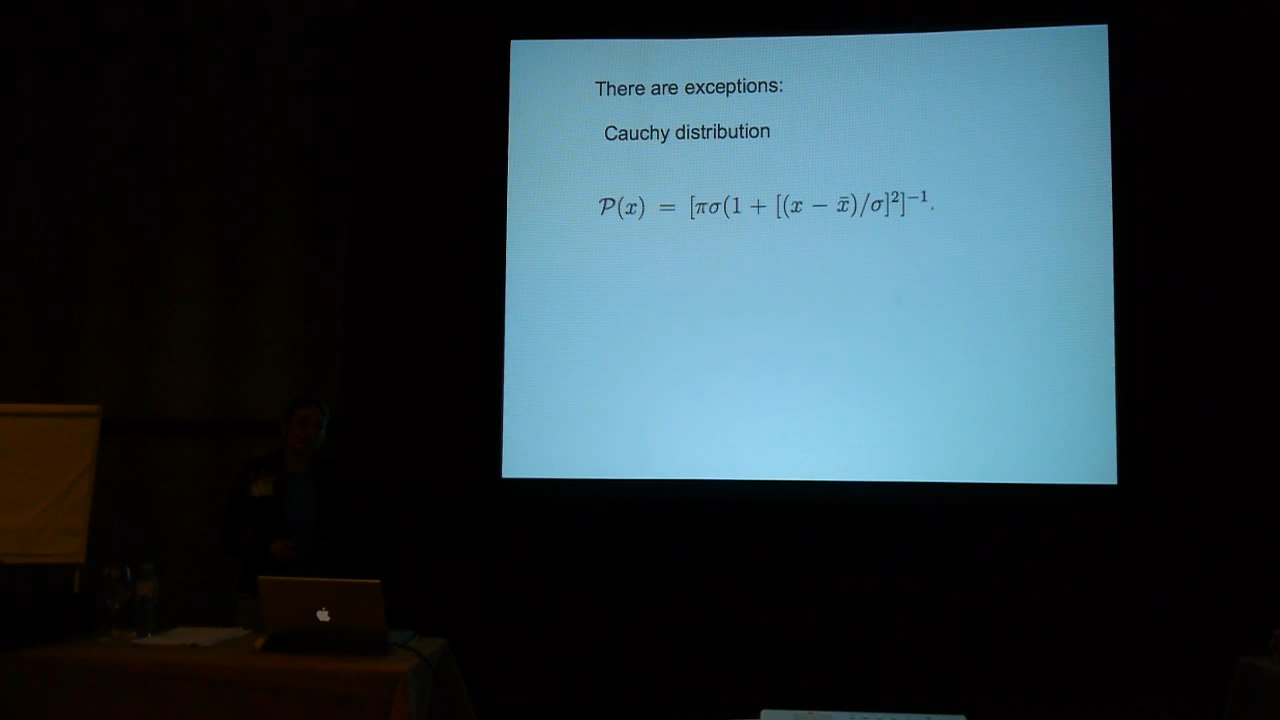 There are exceptions:
Cauchy distribution
𝒫(x) = [πσ(1 + [(x − x̄)/σ]²]⁻¹.